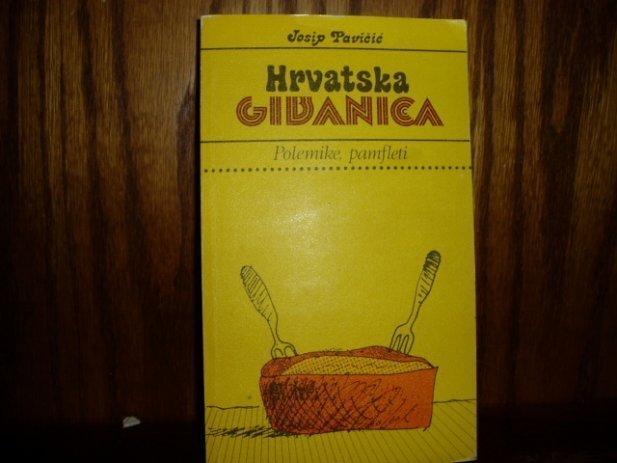 Josip Pavičić
Hrvatska
GIBANICA
Polemike, pamfleti